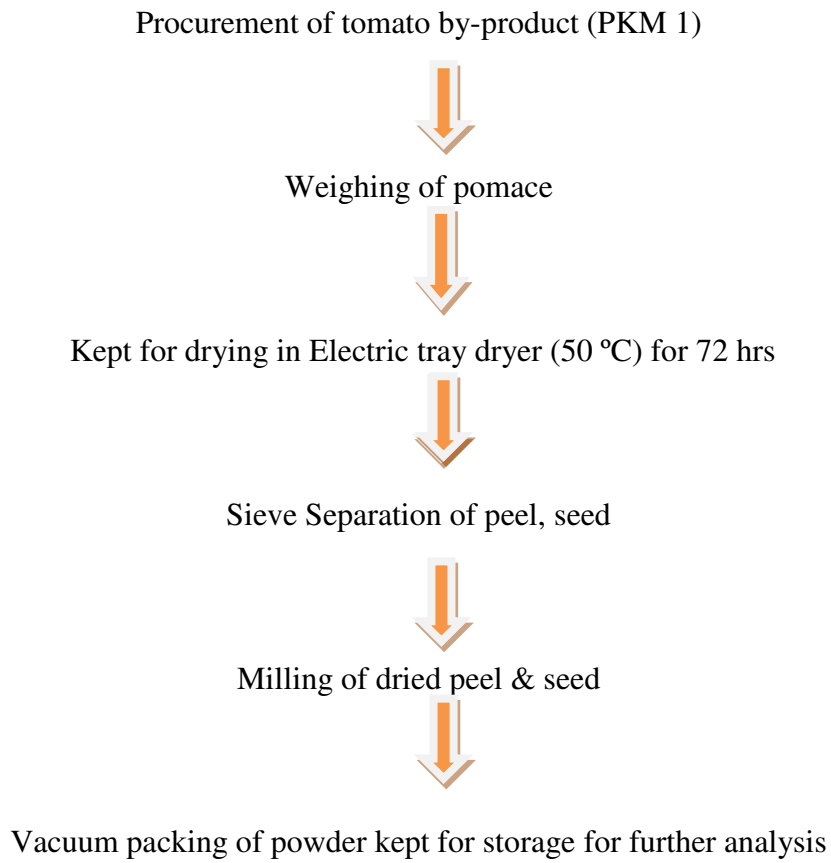 Procurement of tomato by-product (PKM 1)
Weighing of pomace
Kept for drying in Electric tray dryer (50 ºC) for 72 hrs
Sieve Separation of peel, seed
Milling of dried peel & seed
Vacuum packing of powder kept for storage for further analysis